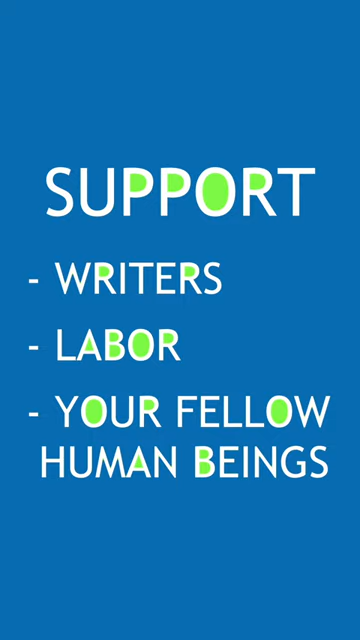 SUPPORT
- WRITERS
- LABOR
- YOUR FELLOW
HUMAN BEINGS